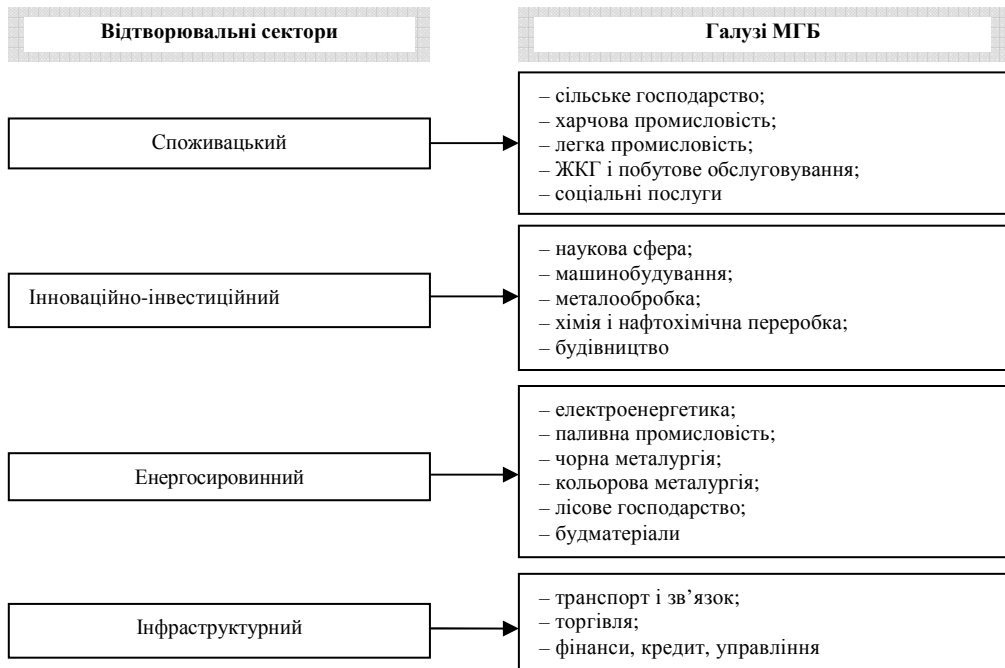 Відтворювальні сектори
Галузі МГБ
Споживацький
– сільське господарство;
– харчова промисловість;
– легка промисловість;
– ЖКГ і побутове обслуговування;
– соціальні послуги
Інноваційно-інвестиційний
– наукова сфера;
– машинобудування;
– металообробка;
– хімія і нафтохімічна переробка;
– будівництво
Енергосировинний
– електроенергетика;
– паливна промисловість;
– чорна металургія;
– кольорова металургія;
– лісове господарство;
– будматеріали
Інфраструктурний
– транспорт і зв’язок;
– торгівля;
– фінанси, кредит, управління